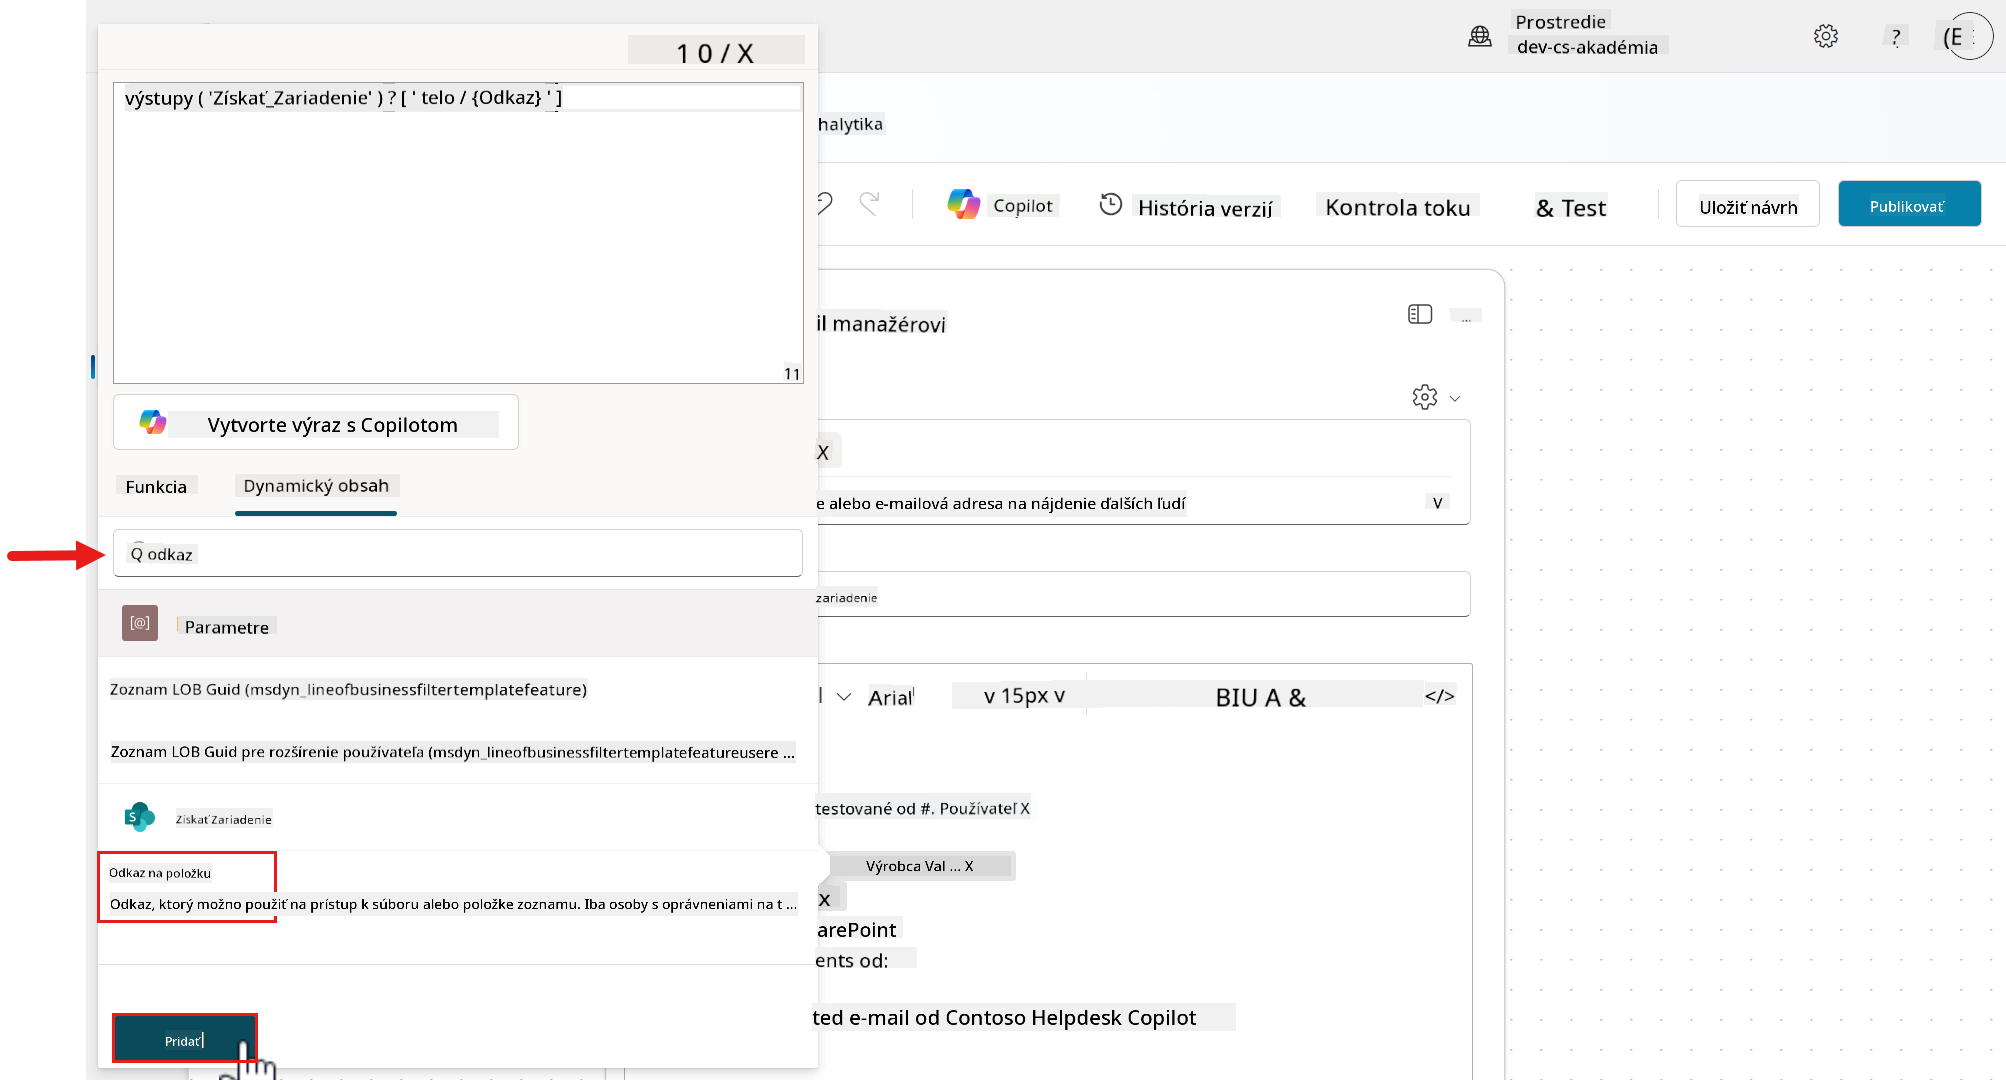 Prostredie
dev-cs-akadémia
?
(E
1 0 / X
výstupy ( 'Získať_Zariadenie' ) ? [ ' telo / {Odkaz} ' ]
11
Vytvorte výraz s Copilotom
Funkcia
Dynamický obsah
Q odkaz
[@]
Parametre
Zoznam LOB Guid (msdyn_lineofbusinessfiltertemplatefeature)
Zoznam LOB Guid pre rozšírenie používateľa (msdyn_lineofbusinessfiltertemplatefeatureusere ...
S
Získať Zariadenie
Odkaz na položku
Odkaz, ktorý možno použiť na prístup k súboru alebo položke zoznamu. Iba osoby s oprávneniami na t ...
Pridať
halytika
Copilot
História verzií
Kontrola toku
& Test
Uložiť návrh
Publikovať
il manažérovi
...
X
e alebo e-mailová adresa na nájdenie ďalších ľudí
V
zariadenie
Arial
v 15px v
BIU A &
</>
testované od #. Používateľ X
Výrobca Val ... X
x
arePoint
ents od:
ted e-mail od Contoso Helpdesk Copilot